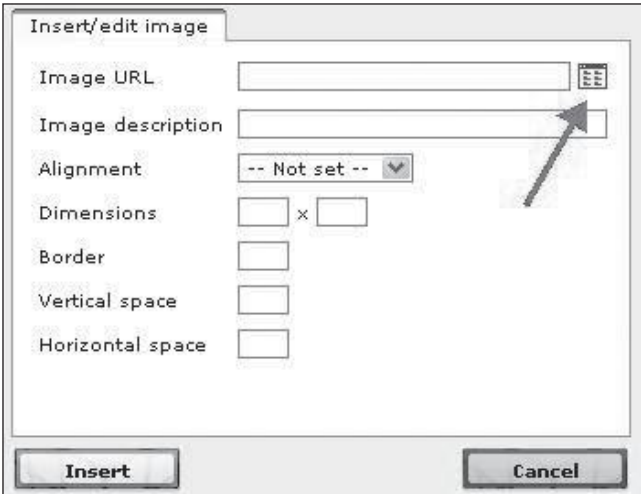 Insert/edit image
Image URL
Image description
Alignment -- Not set --
Dimensions x
Border
Vertical space
Horizontal space
Insert Cancel